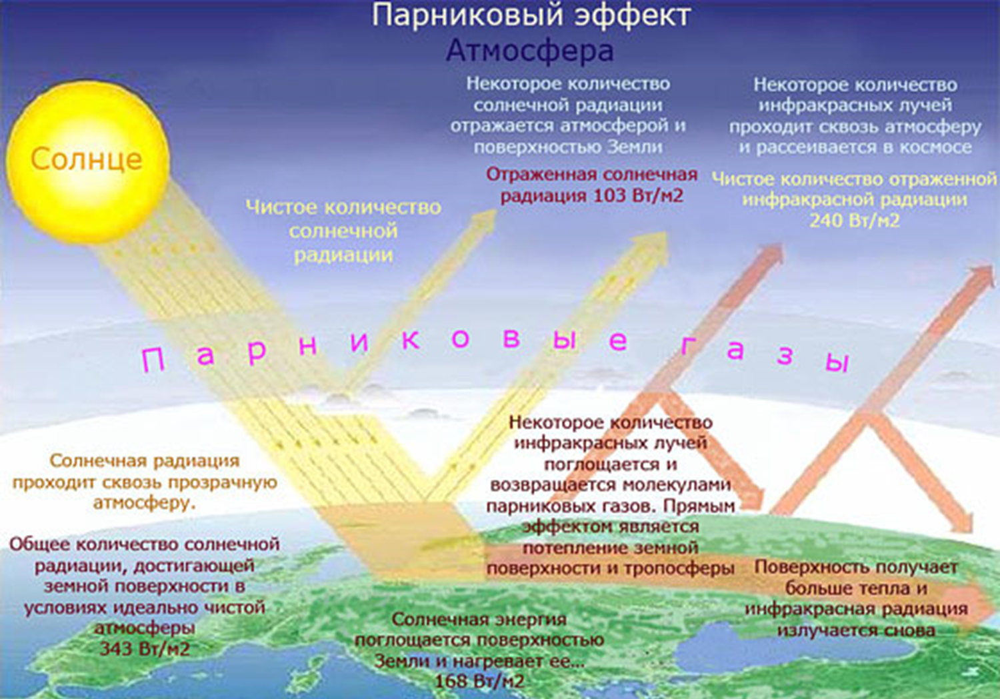 Парниковый эффект
Атмосфера
Солнце
Некоторое количество
солнечной радиации
отражается атмосферой и
поверхностью Земли
Отраженная солнечная
радиация 103 Вт/м2
Некоторое количество
инфракрасных лучей
проходит сквозь атмосферу
и рассеивается в космосе
Чистое количество отраженной
инфракрасной радиации
240 Вт/м2
Чистое количество
солнечной
радиации
Парниковые газы
Солнечная радиация
проходит сквозь прозрачную
атмосферу.
Общее количество солнечной
радиации, достигающей
земной поверхности в
условиях идеально чистой
атмосферы
343 Вт/м2
Некоторое количество
инфракрасных лучей
поглощается и
возвращается молекулами
парниковых газов. Прямым
эффектом является
потепление земной
поверхности и тропосферы
Солнечная энергия
поглощается поверхностью
Земли и нагревает ее...
168 Вт/м2
Поверхность получает
больше тепла и
инфракрасная радиация
излучается снова